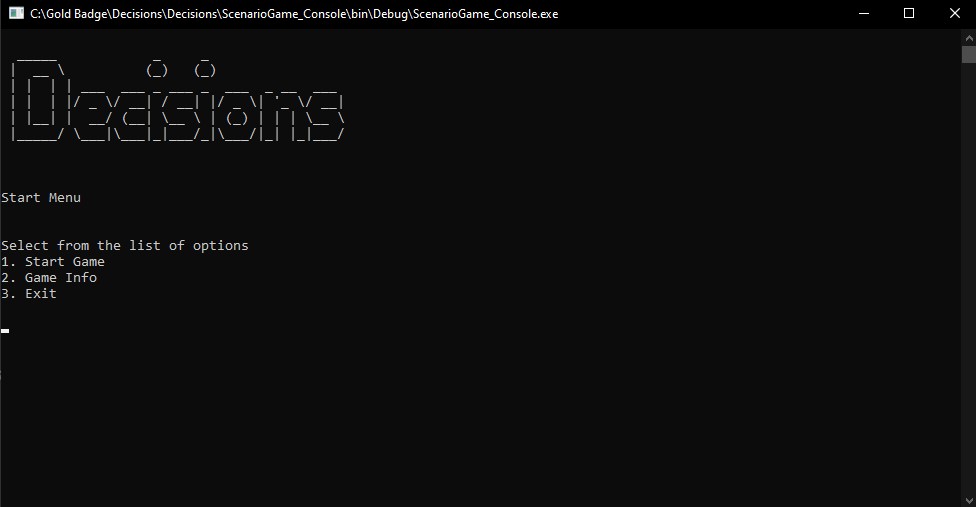 C:\Gold Badge\Decisions\Decisions\ScenarioGame_Console\bin\Debug\ScenarioGame_Console.exe
Decisions
Start Menu
Select from the list of options
1. Start Game
2. Game Info
3. Exit